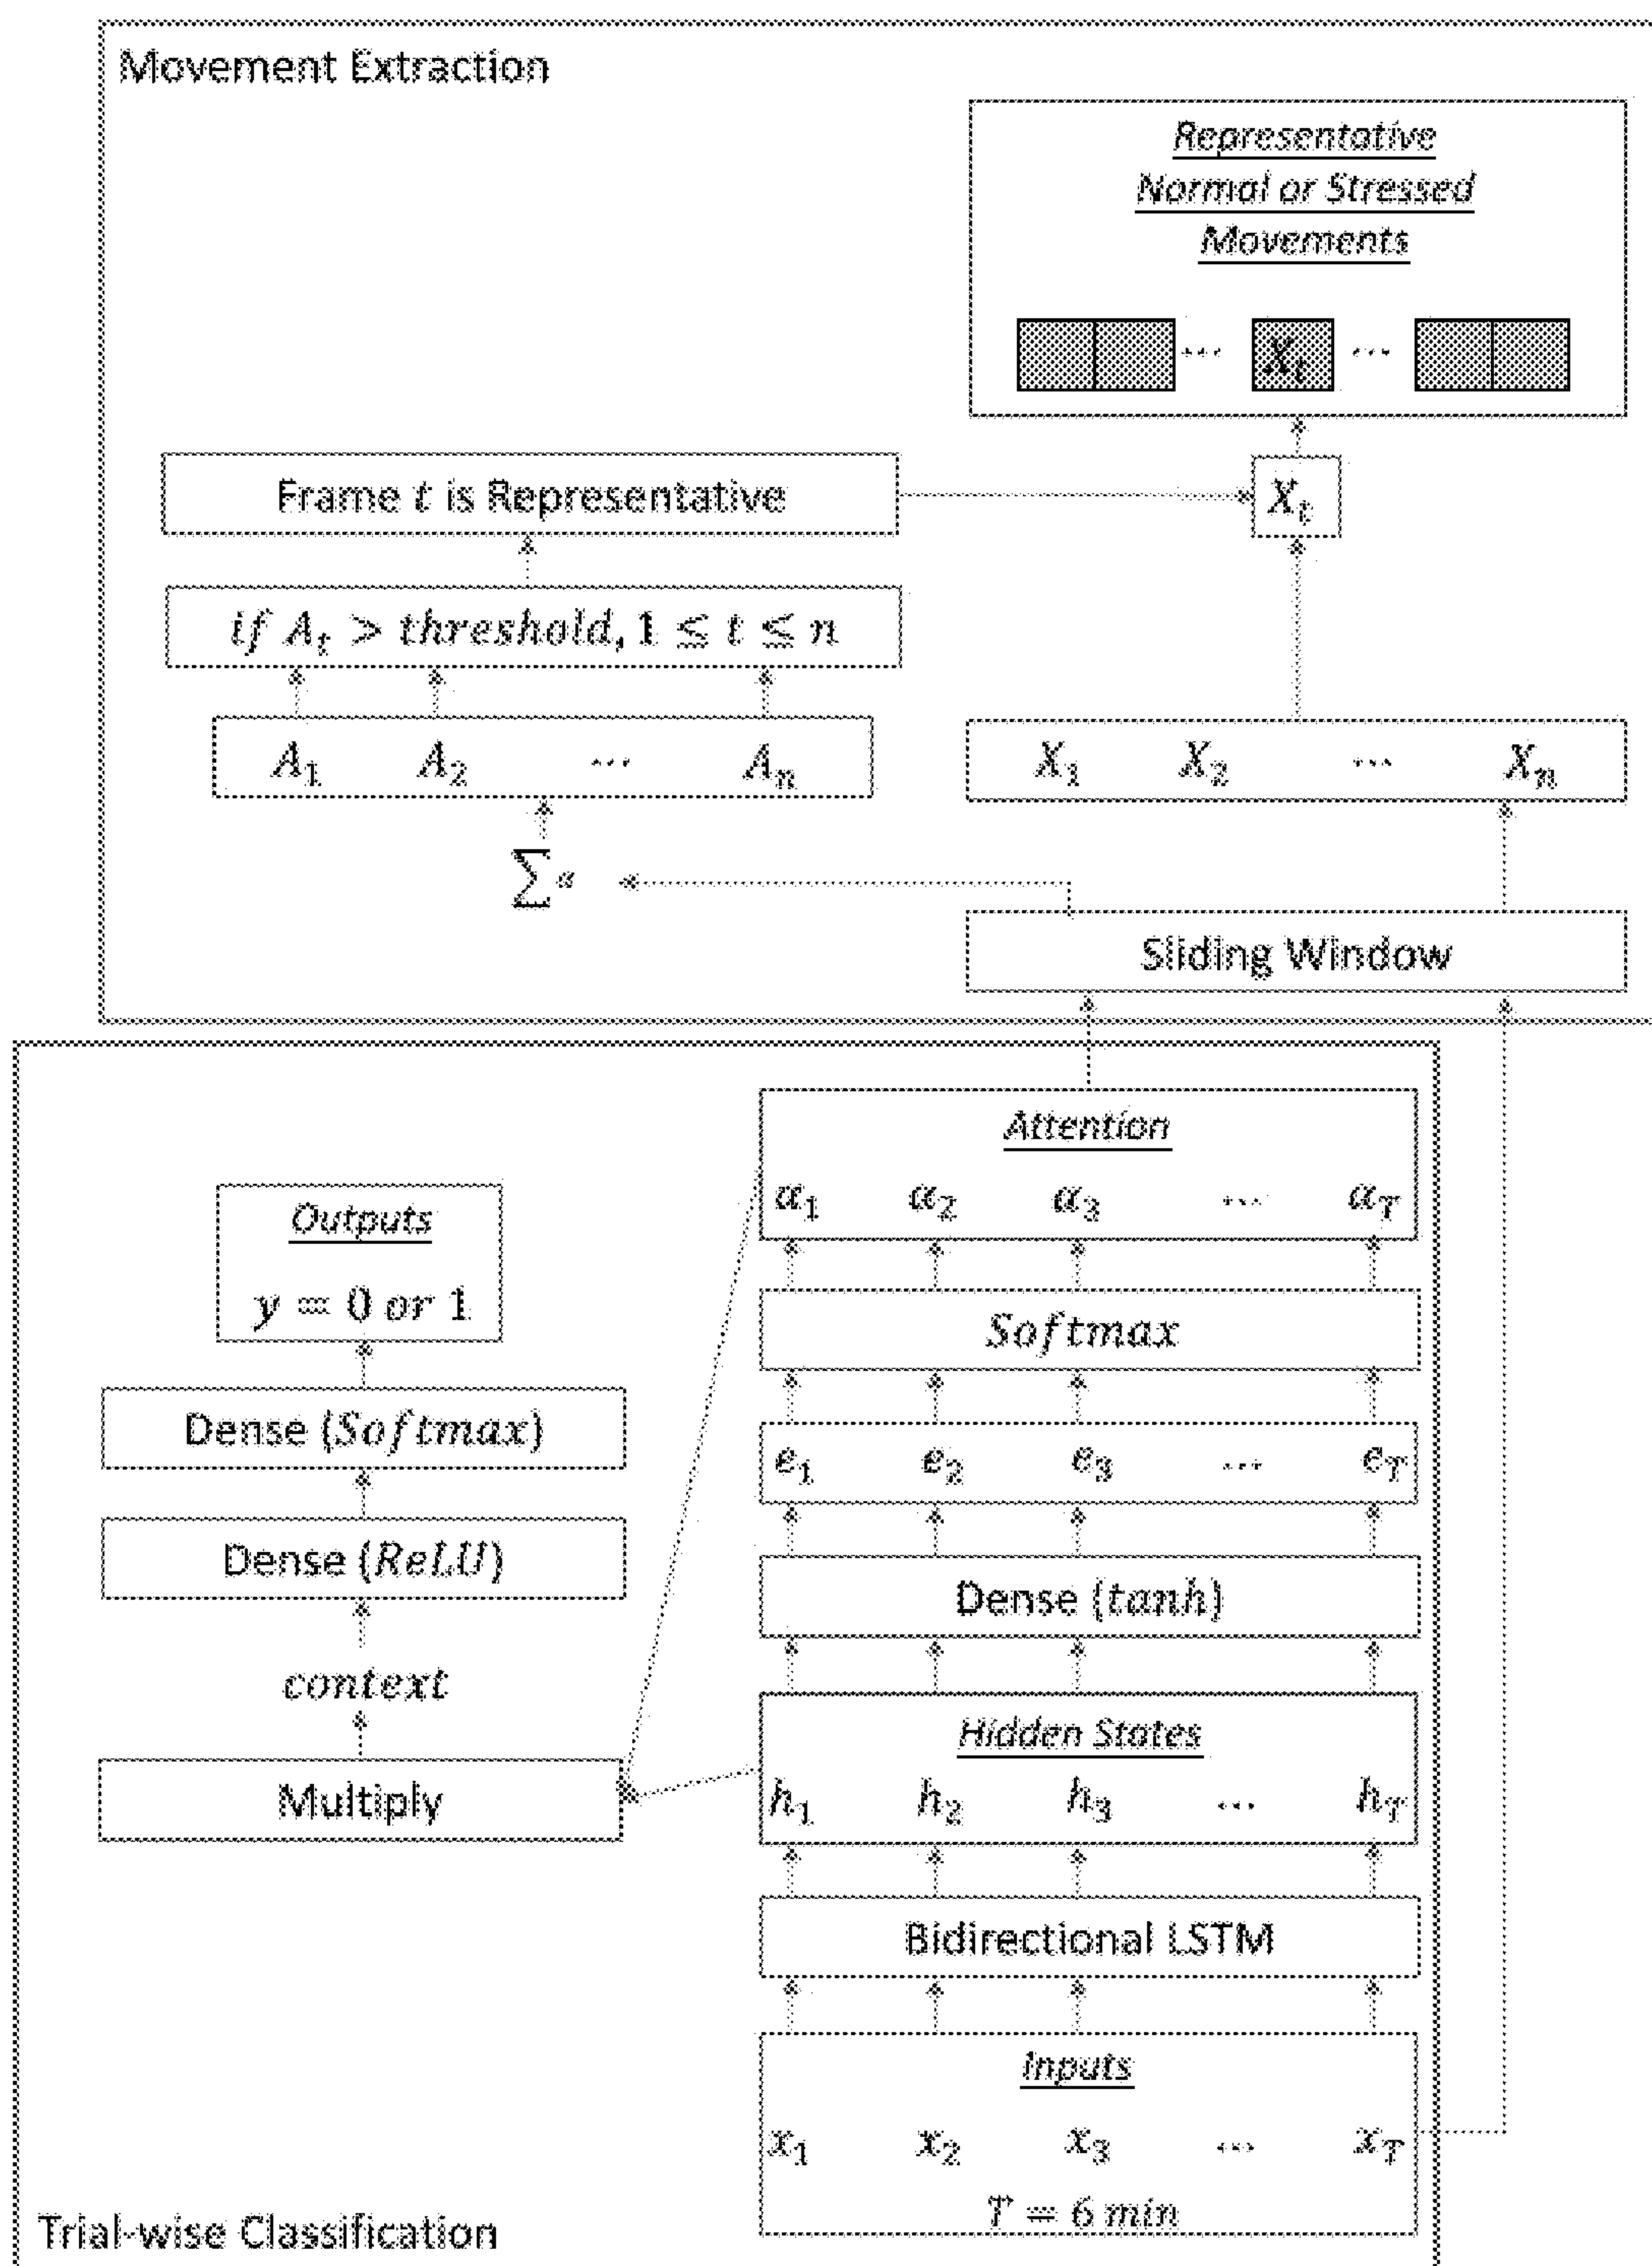 Movement Extraction
Representative
Normal or Stressed
Movements
⋯ X_t ⋯
Frame t is Representative
X_t
if A_t > threshold, 1 ≦ t ≦ n
A_1 A_2 ⋯ A_n
X_1 X_2 ⋯ X_n
∑ α
Sliding Window
Attention
α_1 α_2 α_3 ⋯ α_T
Outputs
y = 0 or 1
Softmax
Dense (Softmax)
e_1 e_2 e_3 ⋯ e_T
Dense (ReLU)
Dense (tanh)
context
Hidden States
h_1 h_2 h_3 ⋯ h_T
Multiply
Bidirectional LSTM
Inputs
x_1 x_2 x_3 ⋯ x_T
T = 6 min
Trial-wise Classification